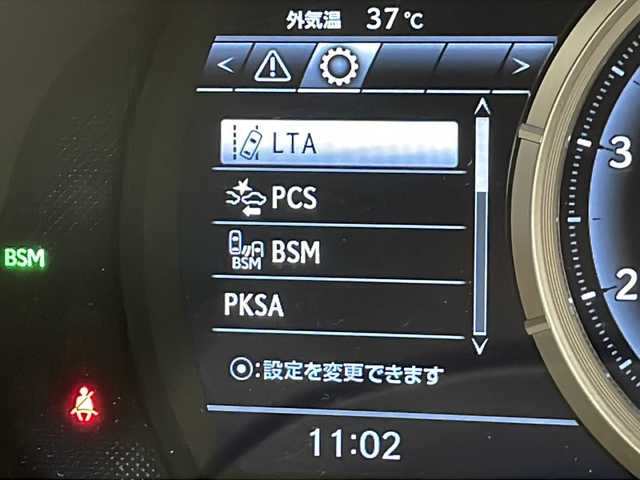 外気温 37℃
< >
LTA
PCS
BSM
BSM BSM
PKSA
⦿:設定を変更できます
11:02
3
2